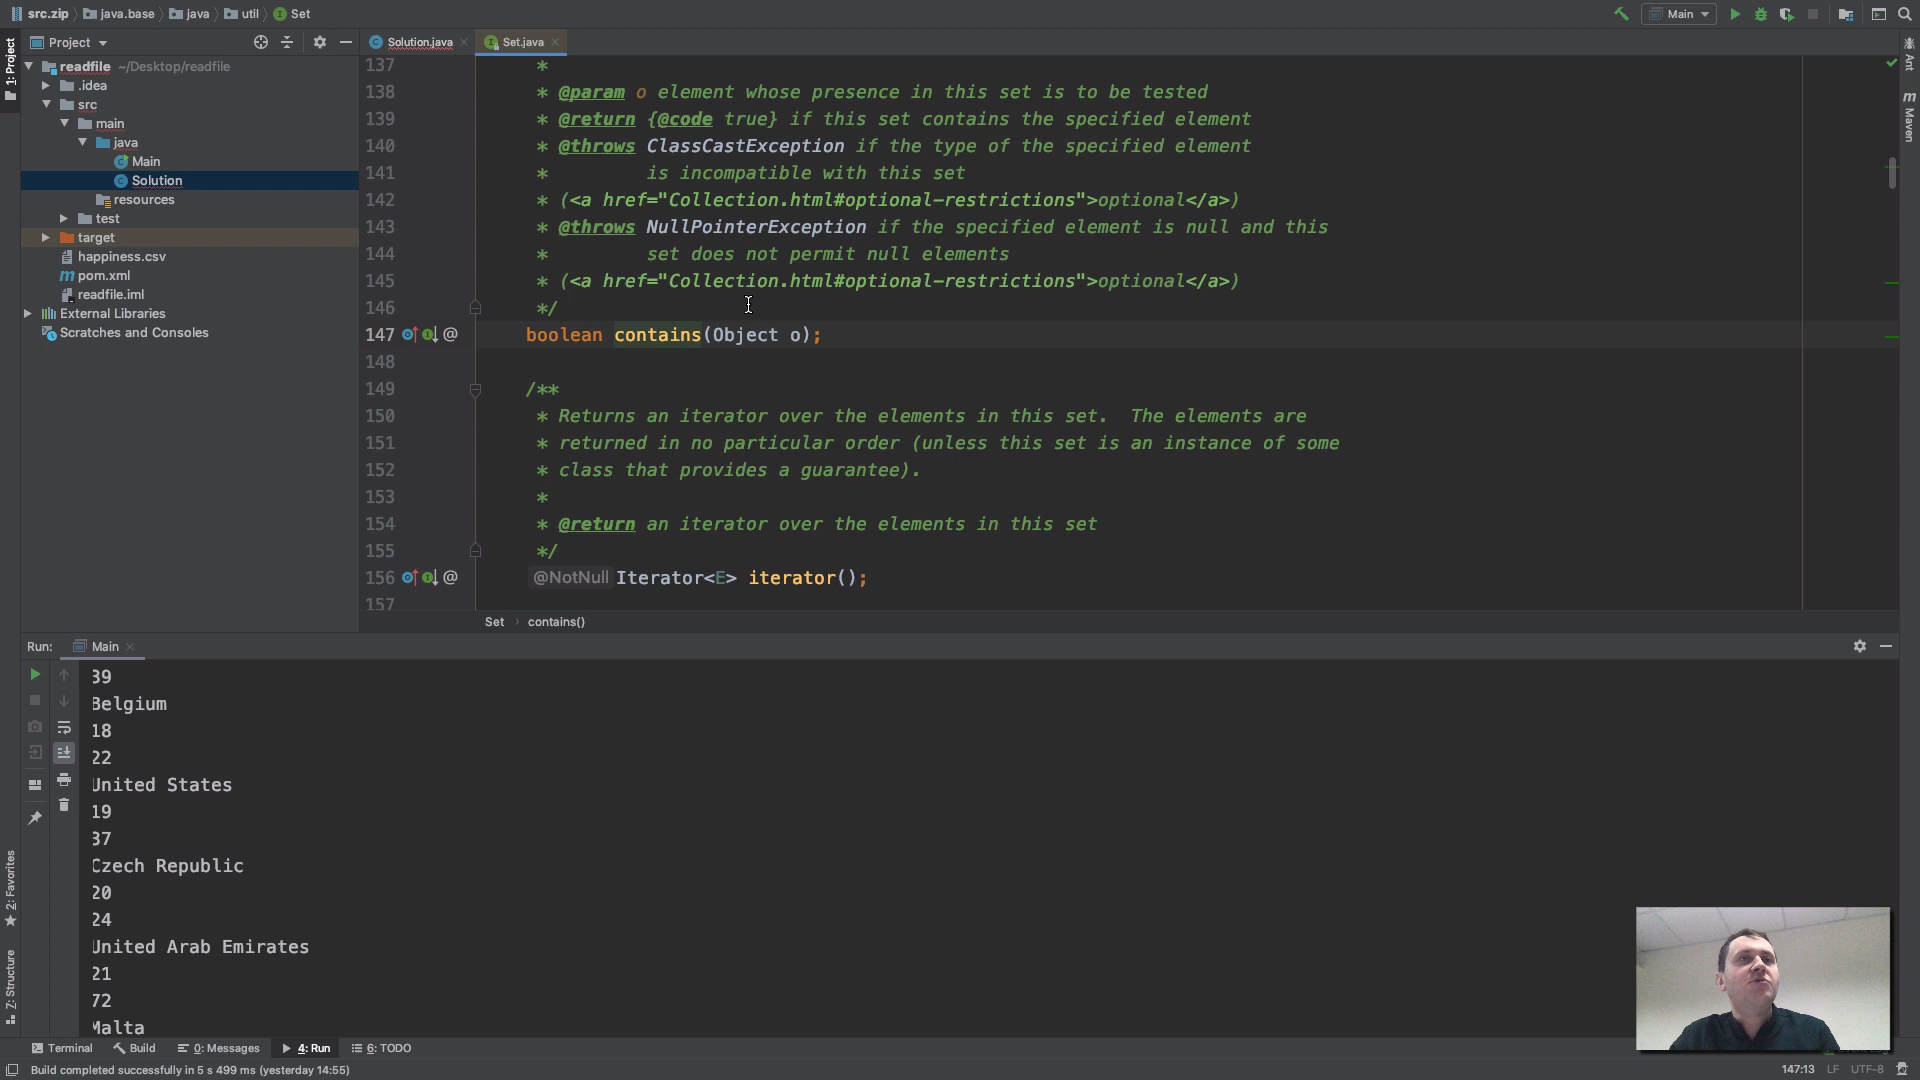 src.zip java.base java util Set
Main
Project
Solution.java Set.java
1: Project
readfile ~/Desktop/readfile
.idea
src
main
java
Main
Solution
resources
test
target
happiness.csv
pom.xml
readfile.iml
External Libraries
Scratches and Consoles
137 *
138 * @param o element whose presence in this set is to be tested
139 * @return {@code true} if this set contains the specified element
140 * @throws ClassCastException if the type of the specified element
141 * is incompatible with this set
142 * (<a href="Collection.html#optional-restrictions">optional</a>)
143 * @throws NullPointerException if the specified element is null and this
144 * set does not permit null elements
145 * (<a href="Collection.html#optional-restrictions">optional</a>)
146 */
147 @ boolean contains(Object o);
148
149 /**
150 * Returns an iterator over the elements in this set. The elements are
151 * returned in no particular order (unless this set is an instance of some
152 * class that provides a guarantee).
153 *
154 * @return an iterator over the elements in this set
155 */
156 @ @NotNull Iterator<E> iterator();
157
Set contains()
Ant
Maven
Run: Main
39
Belgium
18
22
United States
19
37
Czech Republic
20
24
United Arab Emirates
21
72
Malta
2: Favorites
7: Structure
Terminal Build 0: Messages 4: Run 6: TODO
Build completed successfully in 5 s 499 ms (yesterday 14:55)
147:13 LF UTF-8